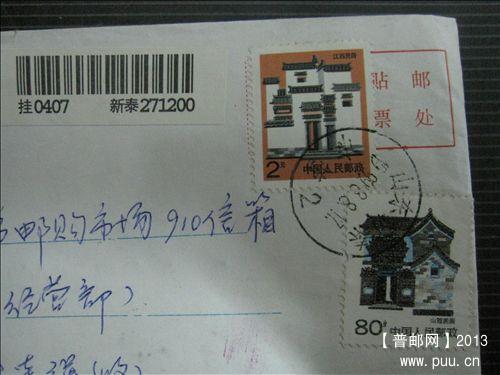 挂0407 新泰271200
江西民居
2元 中国人民邮政
贴 邮
票 处
邮购市场910信箱
经营部)
(收)
山西民居
80分 中国人民邮政
【普邮网】2013
www.puu.cn